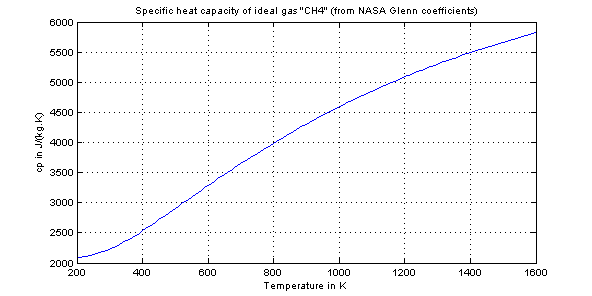 Specific heat capacity of ideal gas "CH4" (from NASA Glenn coefficients)
6000
5500
5000
4500
4000
3500
3000
2500
2000
cp in J/(kg.K)
200 400 600 800 1000 1200 1400 1600
Temperature in K